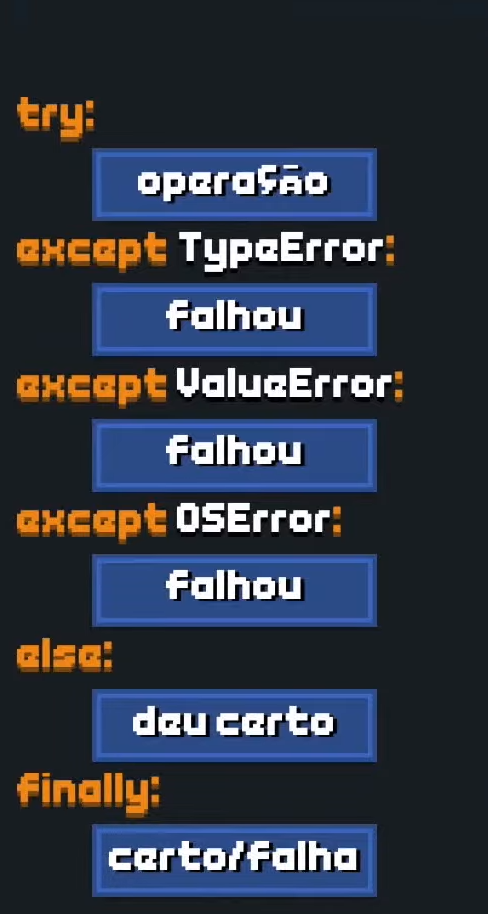 try:
operação
except TypeError:
falhou
except ValueError:
falhou
except OSError:
falhou
else:
deu certo
finally:
certo/falha